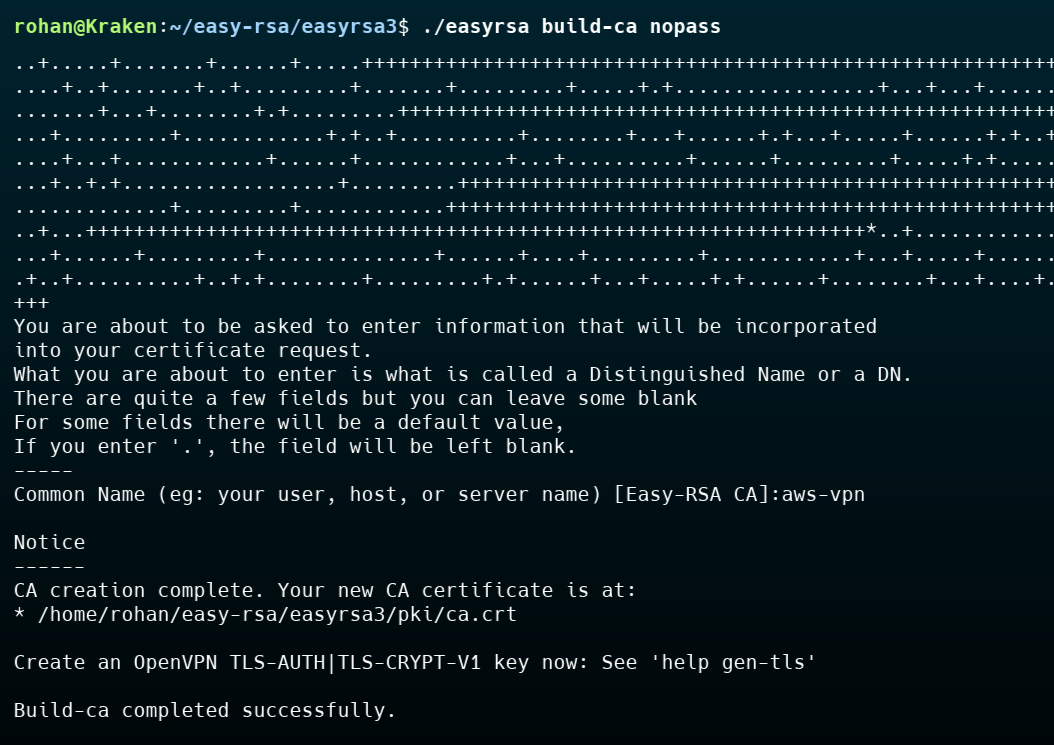 rohan@Kraken:~/easy-rsa/easyrsa3$ ./easyrsa build-ca nopass
..+.....+.......+......+.....++++++++++++++++++++++++++++++++++++++++++++++++++++++++++
....+..+.......+..+.........+.......+.........+.....+.+.................+...+...+......
.......+...+........+.+.........+++++++++++++++++++++++++++++++++++++++++++++++++++++++
...+.........+............+.+..+..........+........+...+......+.+...+.....+......+.+..+
....+...+............+......+............+...+..........+......+.........+.....+.+.....
...+..+.+..................+.........++++++++++++++++++++++++++++++++++++++++++++++++++
.............+.........+............+++++++++++++++++++++++++++++++++++++++++++++++++++
..+...+++++++++++++++++++++++++++++++++++++++++++++++++++++++++++++++++*..+............
...+......+.........+..............+......+....+.........+............+...+.....+......
.+..+..........+..+.+........+.........+.+......+...+.....+.+......+........+...+....+.
+++
You are about to be asked to enter information that will be incorporated
into your certificate request.
What you are about to enter is what is called a Distinguished Name or a DN.
There are quite a few fields but you can leave some blank
For some fields there will be a default value,
If you enter '.', the field will be left blank.
-----
Common Name (eg: your user, host, or server name) [Easy-RSA CA]:aws-vpn

Notice
------
CA creation complete. Your new CA certificate is at:
* /home/rohan/easy-rsa/easyrsa3/pki/ca.crt

Create an OpenVPN TLS-AUTH|TLS-CRYPT-V1 key now: See 'help gen-tls'

Build-ca completed successfully.